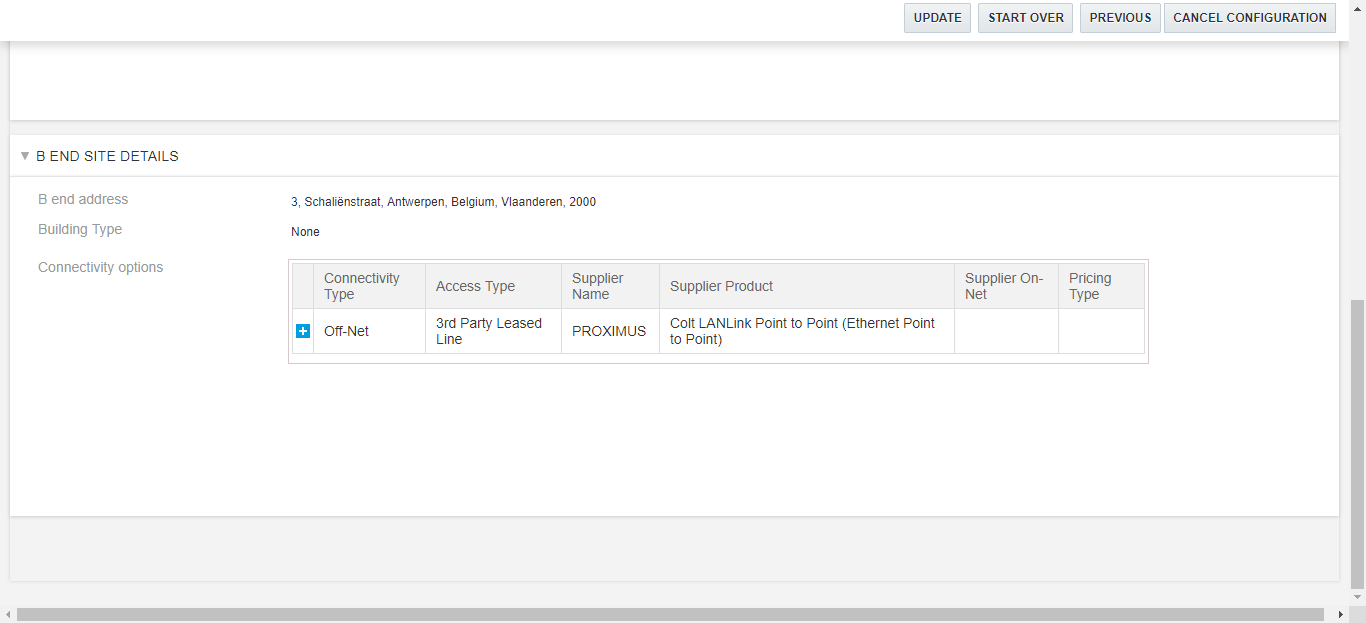 UPDATE START OVER PREVIOUS CANCEL CONFIGURATION
B END SITE DETAILS
B end address 3, Schaliënstraat, Antwerpen, Belgium, Vlaanderen, 2000
Building Type None
Connectivity options
Connectivity Type Access Type Supplier Name Supplier Product Supplier On-Net Pricing Type
Off-Net 3rd Party Leased Line PROXIMUS Colt LANLink Point to Point (Ethernet Point to Point)